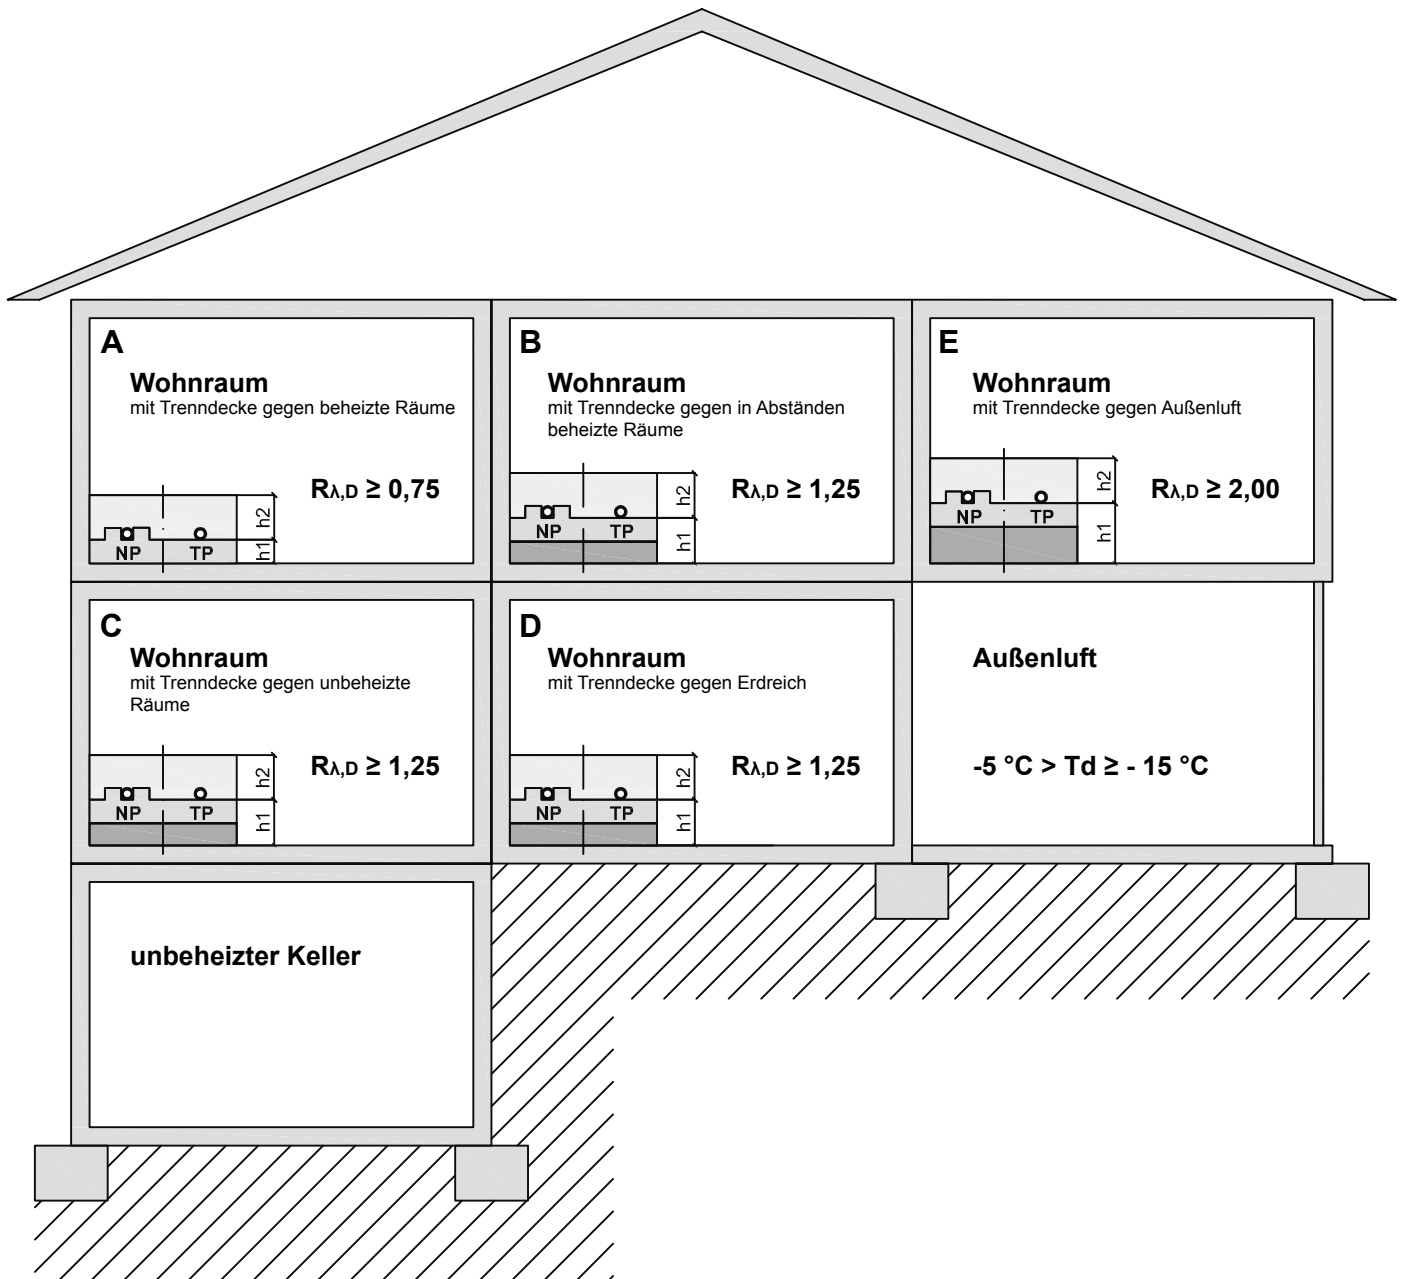 A
Wohnraum
mit Trenndecke gegen beheizte Räume
Rλ,D ≥ 0,75
h2
h1
NP
TP
B
Wohnraum
mit Trenndecke gegen in Abständen
beheizte Räume
Rλ,D ≥ 1,25
h2
h1
NP
TP
E
Wohnraum
mit Trenndecke gegen Außenluft
Rλ,D ≥ 2,00
h2
h1
NP
TP
C
Wohnraum
mit Trenndecke gegen unbeheizte
Räume
Rλ,D ≥ 1,25
h2
h1
NP
TP
D
Wohnraum
mit Trenndecke gegen Erdreich
Rλ,D ≥ 1,25
h2
h1
NP
TP
Außenluft
-5 °C > Td ≥ - 15 °C
unbeheizter Keller